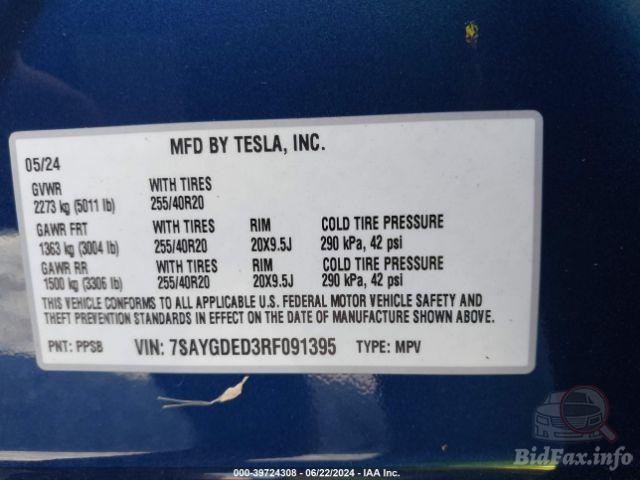 MFD BY TESLA, INC.
05/24
GVWR WITH TIRES
2273 kg (5011 lb) 255/40R20
GAWR FRT WITH TIRES RIM COLD TIRE PRESSURE
1363 kg (3004 lb) 255/40R20 20X9.5J 290 kPa, 42 psi
GAWR RR WITH TIRES RIM COLD TIRE PRESSURE
1500 kg (3306 lb) 255/40R20 20X9.5J 290 kPa, 42 psi
THIS VEHICLE CONFORMS TO ALL APPLICABLE U.S. FEDERAL MOTOR VEHICLE SAFETY AND
THEFT PREVENTION STANDARDS IN EFFECT ON THE DATE OF MANUFACTURE SHOWN ABOVE.
PNT: PPSB VIN: 7SAYGDED3RF091395 TYPE: MPV
BidFax.info
000-39724308 - 06/22/2024 - IAA Inc.